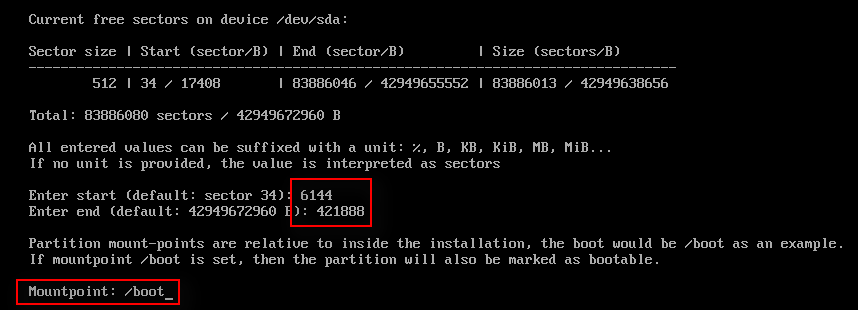 Current free sectors on device /dev/sda:
Sector size | Start (sector/B) | End (sector/B) | Size (sectors/B)
---------------------------------------------------------------------------------
512 | 34 / 17408 | 83886046 / 42949655552 | 83886013 / 42949638656
Total: 83886080 sectors / 42949672960 B
All entered values can be suffixed with a unit: %, B, KB, KiB, MB, MiB...
If no unit is provided, the value is interpreted as sectors
Enter start (default: sector 34): 6144
Enter end (default: 42949672960 B): 421888
Partition mount-points are relative to inside the installation, the boot would be /boot as an example.
If mountpoint /boot is set, then the partition will also be marked as bootable.
Mountpoint: /boot_